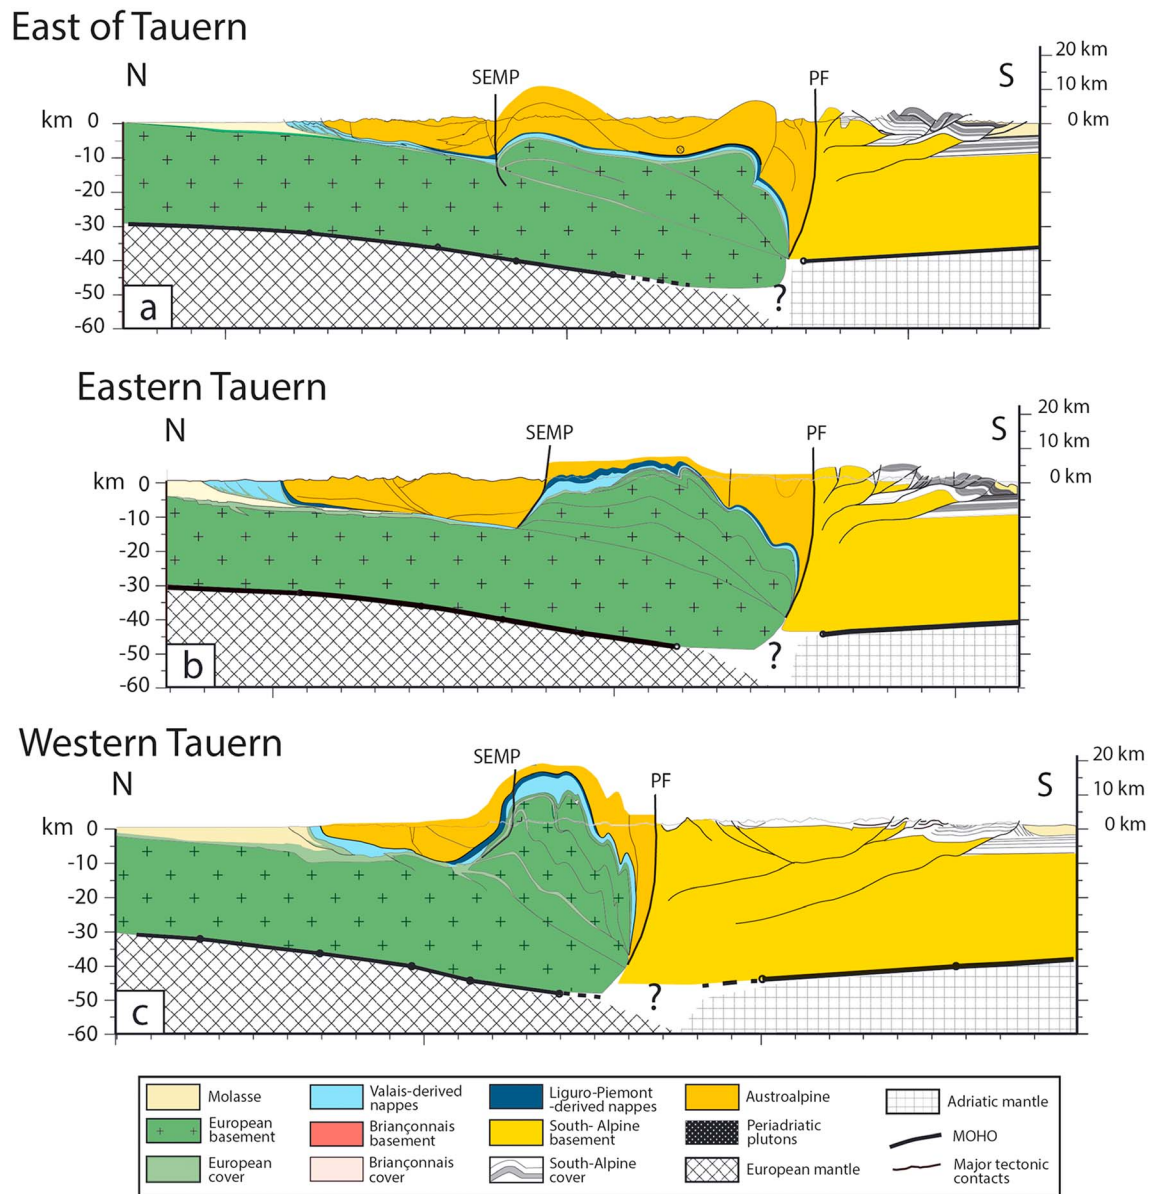 East of Tauern
N
SEMP
PF
S
20 km
10 km
0 km
km 0
-10
-20
-30
-40
-50
-60
?
a
Eastern Tauern
N
SEMP
PF
S
20 km
10 km
0 km
km 0
-10
-20
-30
-40
-50
-60
?
b
Western Tauern
N
SEMP
PF
S
20 km
10 km
0 km
km 0
-10
-20
-30
-40
-50
-60
?
c
Molasse
European
basement
European
cover
Valais-derived
nappes
Briançonnais
basement
Briançonnais
cover
Liguro-Piemont
-derived nappes
South- Alpine
basement
South-Alpine
cover
Austroalpine
Periadriatic
plutons
European mantle
Adriatic mantle
MOHO
Major tectonic
contacts